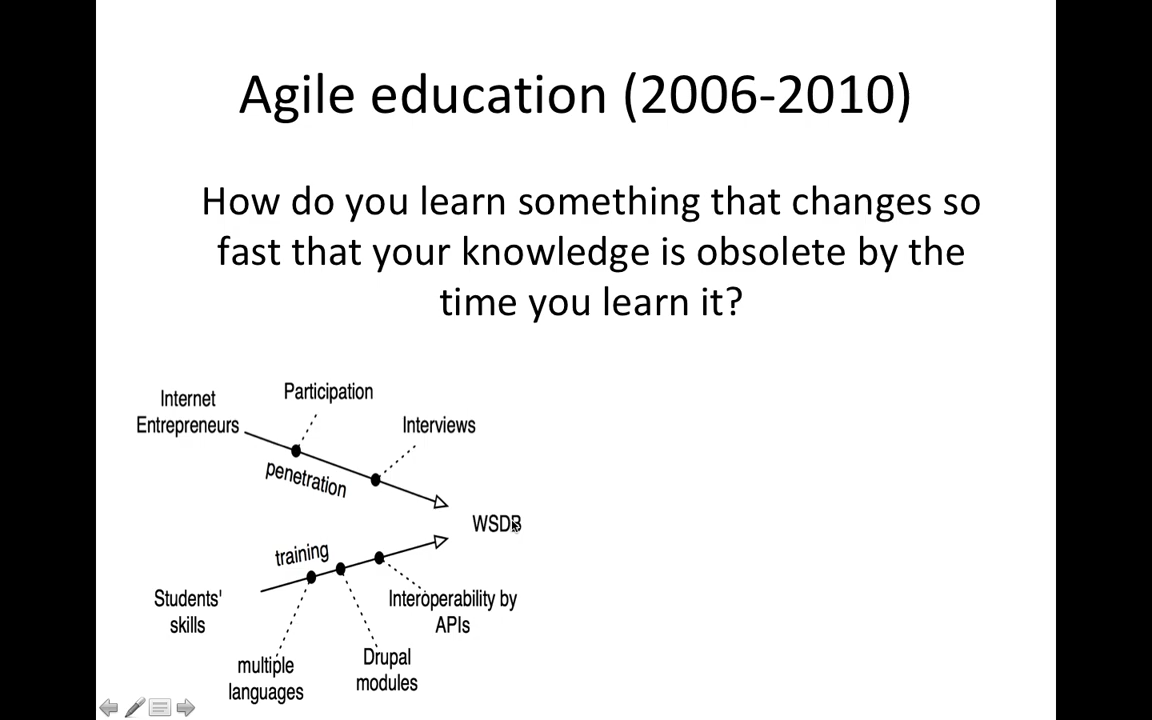 Agile education (2006-2010)
How do you learn something that changes so
fast that your knowledge is obsolete by the
time you learn it?
Internet
Entrepreneurs
Participation
Interviews
penetration
WSDB
training
Students'
skills
Interoperability by
APIs
multiple
languages
Drupal
modules